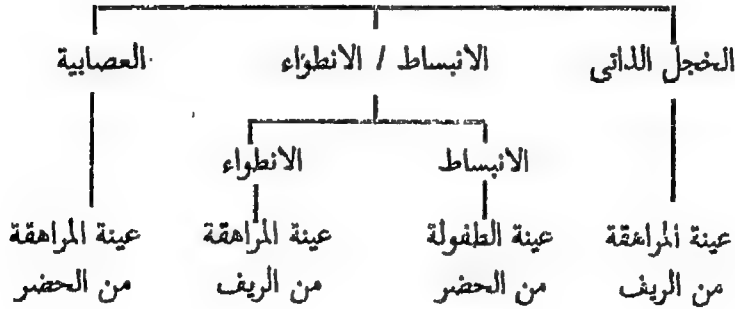 الخجل الذاتى الانبساط / الانطواء العصابية
الانبساط الانطواء
عينة المراهقة عينة الطفولة عينة المراهقة عينة المراهقة
من الريف من الحضر من الريف من الحضر